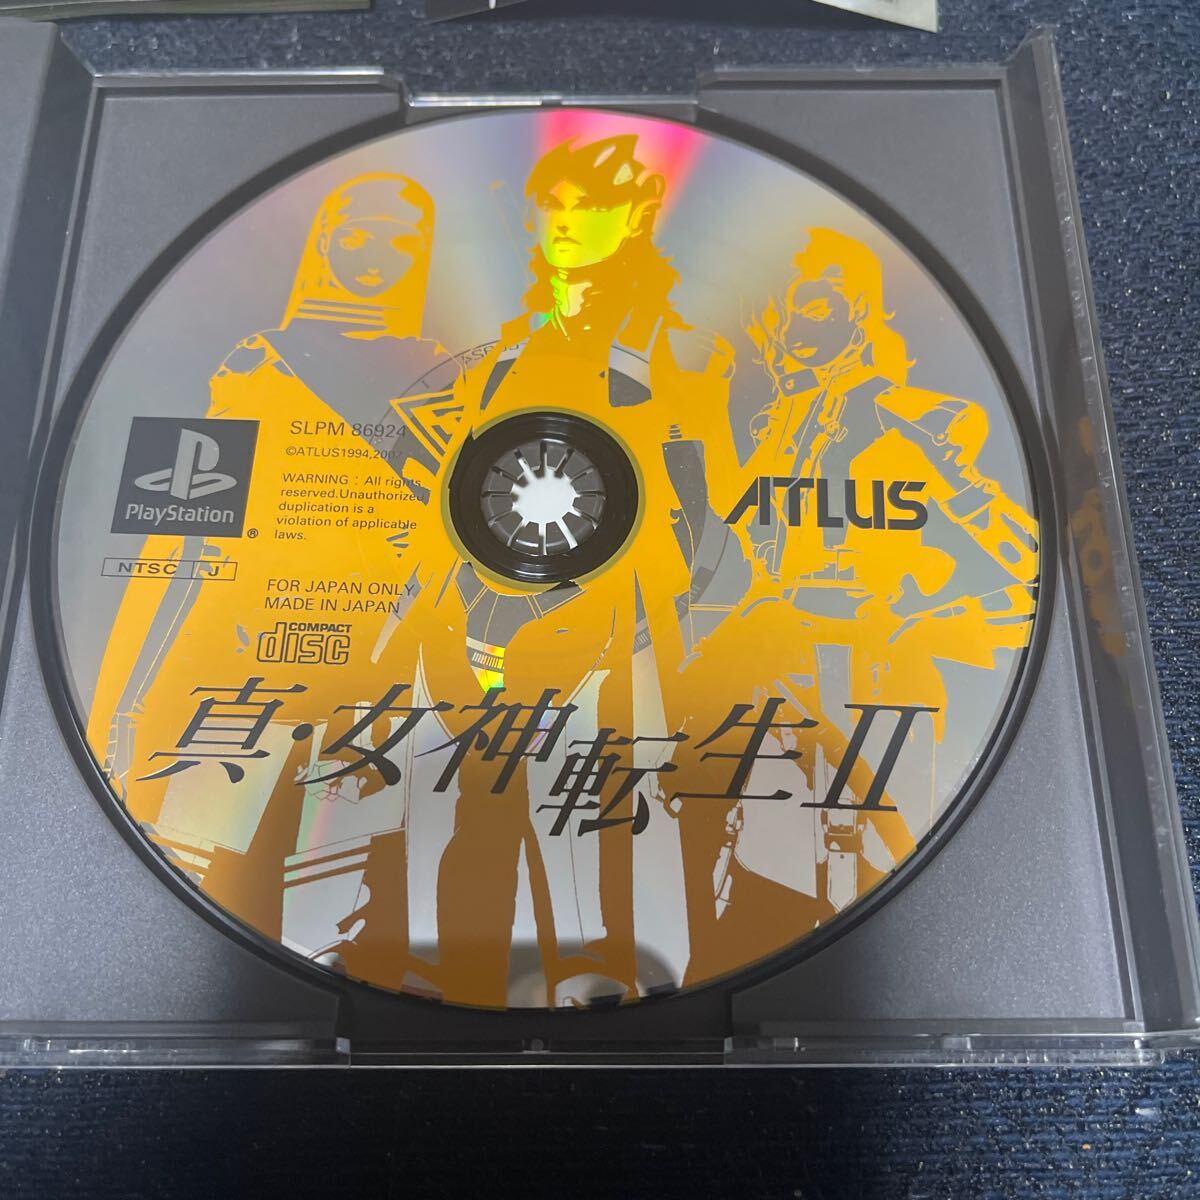 SLPM 86924
©ATLUS1994,2002
WARNING : All rights
reserved.Unauthorized
duplication is a
violation of applicable
laws.
PlayStation
®
NTSC J
FOR JAPAN ONLY
MADE IN JAPAN
COMPACT
disc
ATLUS
真・女神転生II